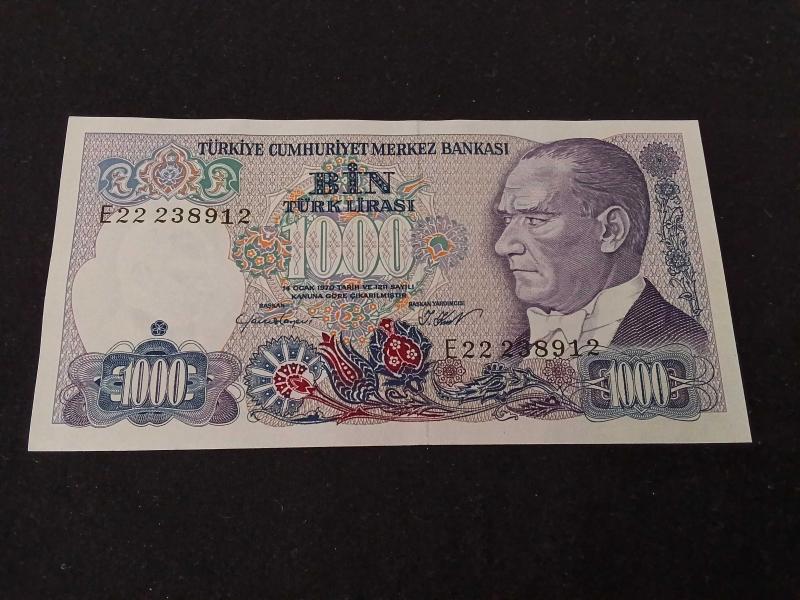 TÜRKİYE CUMHURİYET MERKEZ BANKASI
BİN
TÜRK LİRASI
E22 238912
1000
14 OCAK 1970 TARİH VE 1211 SAYILI
KANUNA GÖRE ÇIKARILMIŞTIR
BAŞKAN BAŞKAN YARDIMCISI
E22 238912
1000 1000